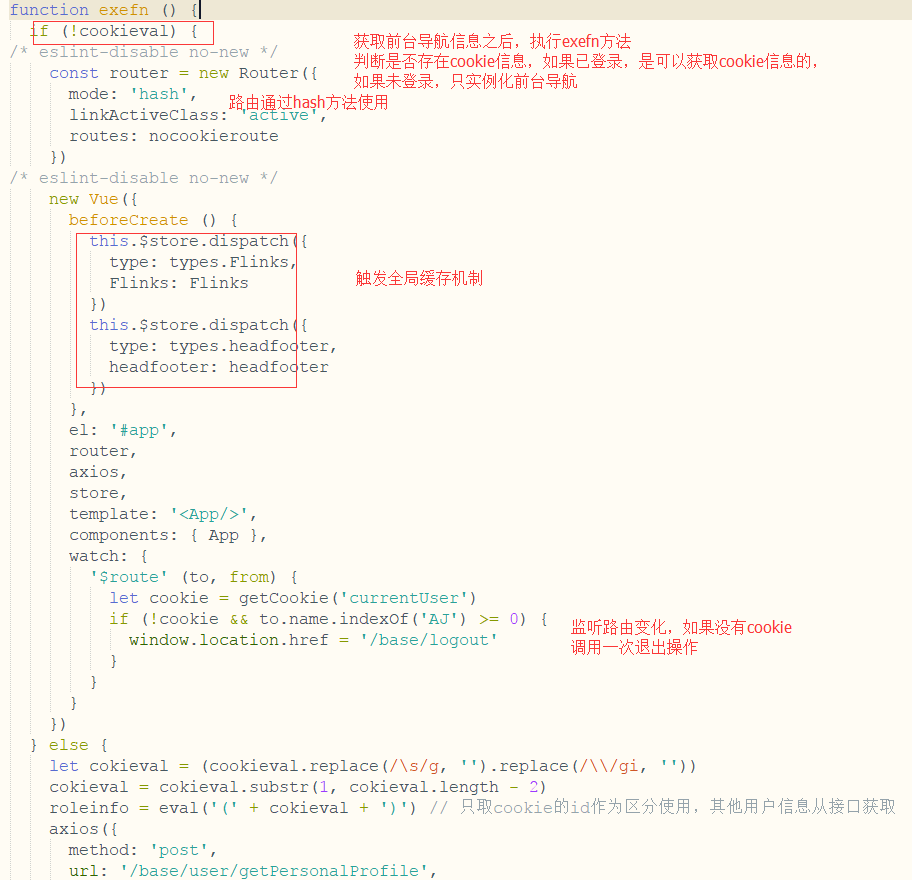 function exefn () {
if (!cookieval) {
获取前台导航信息之后，执行exefn方法
/* eslint-disable no-new */
判断是否存在cookie信息，如果已登录，是可以获取cookie信息的，
const router = new Router({
如果未登录，只实例化前台导航
mode: 'hash',
路由通过hash方法使用
linkActiveClass: 'active',
routes: nocookieroute
})
/* eslint-disable no-new */
new Vue({
beforeCreate () {
this.$store.dispatch({
type: types.Flinks,
触发全局缓存机制
Flinks: Flinks
})
this.$store.dispatch({
type: types.headfooter,
headfooter: headfooter
})
},
el: '#app',
router,
axios,
store,
template: '<App/>',
components: { App },
watch: {
'$route' (to, from) {
let cookie = getCookie('currentUser')
if (!cookie && to.name.indexOf('AJ') >= 0) {
监听路由变化，如果没有cookie
window.location.href = '/base/logout'
调用一次退出操作
}
}
}
})
} else {
let cokieval = (cookieval.replace(/\s/g, '').replace(/\\/gi, ''))
cokieval = cokieval.substr(1, cokieval.length - 2)
roleinfo = eval('(' + cokieval + ')') // 只取cookie的id作为区分使用，其他用户信息从接口获取
axios({
method: 'post',
url: '/base/user/getPersonalProfile',